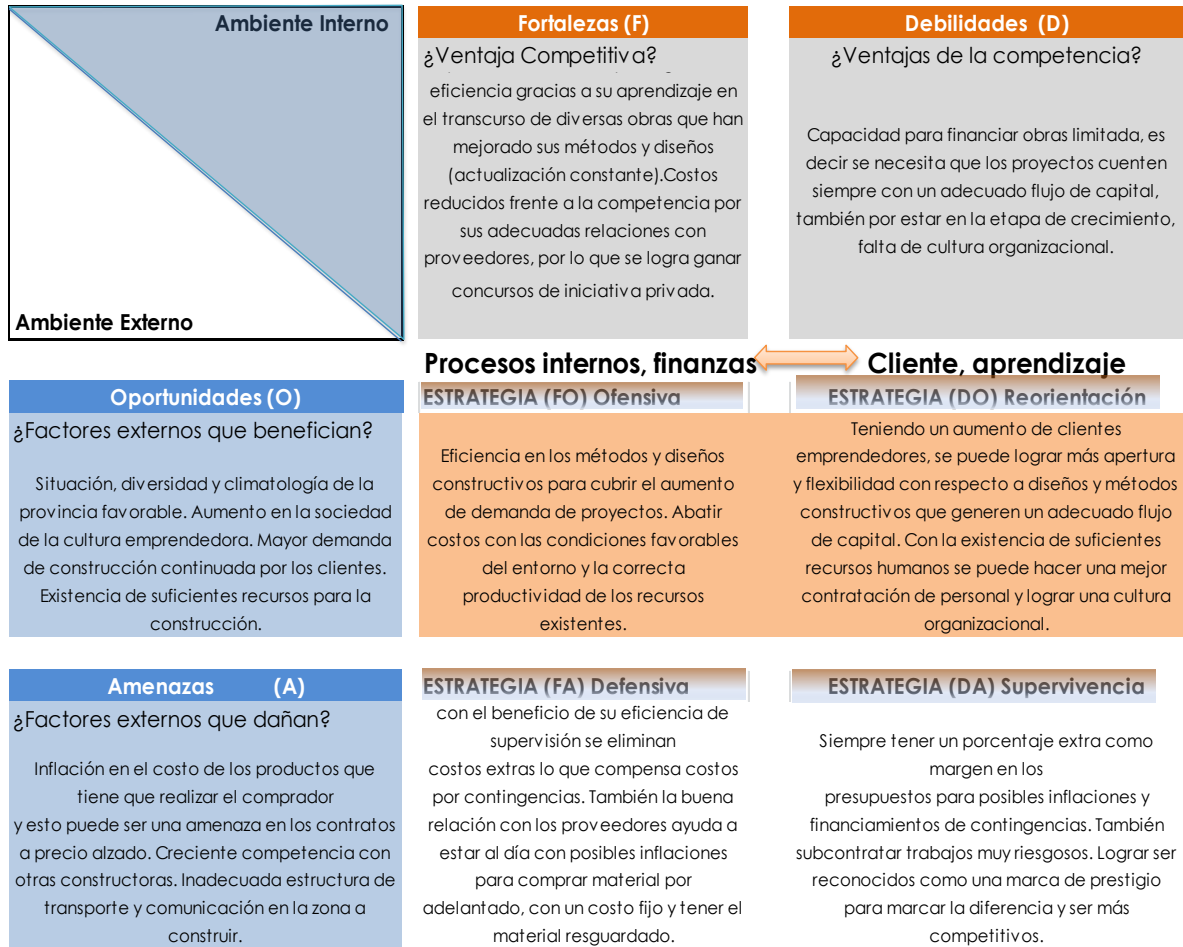 Ambiente Interno
Ambiente Externo
Fortalezas (F)
¿Ventaja Competitiva?
eficiencia gracias a su aprendizaje en
el transcurso de diversas obras que han
mejorado sus métodos y diseños
(actualización constante).Costos
reducidos frente a la competencia por
sus adecuadas relaciones con
proveedores, por lo que se logra ganar
concursos de iniciativa privada.
Debilidades (D)
¿Ventajas de la competencia?
Capacidad para financiar obras limitada, es
decir se necesita que los proyectos cuenten
siempre con un adecuado flujo de capital,
también por estar en la etapa de crecimiento,
falta de cultura organizacional.
Procesos internos, finanzas
Cliente, aprendizaje
Oportunidades (O)
¿Factores externos que benefician?
Situación, diversidad y climatología de la
provincia favorable. Aumento en la sociedad
de la cultura emprendedora. Mayor demanda
de construcción continuada por los clientes.
Existencia de suficientes recursos para la
construcción.
ESTRATEGIA (FO) Ofensiva
Eficiencia en los métodos y diseños
constructivos para cubrir el aumento
de demanda de proyectos. Abatir
costos con las condiciones favorables
del entorno y la correcta
productividad de los recursos
existentes.
ESTRATEGIA (DO) Reorientación
Teniendo un aumento de clientes
emprendedores, se puede lograr más apertura
y flexibilidad con respecto a diseños y métodos
constructivos que generen un adecuado flujo
de capital. Con la existencia de suficientes
recursos humanos se puede hacer una mejor
contratación de personal y lograr una cultura
organizacional.
Amenazas (A)
¿Factores externos que dañan?
Inflación en el costo de los productos que
tiene que realizar el comprador
y esto puede ser una amenaza en los contratos
a precio alzado. Creciente competencia con
otras constructoras. Inadecuada estructura de
transporte y comunicación en la zona a
construir.
ESTRATEGIA (FA) Defensiva
con el beneficio de su eficiencia de
supervisión se eliminan
costos extras lo que compensa costos
por contingencias. También la buena
relación con los proveedores ayuda a
estar al día con posibles inflaciones
para comprar material por
adelantado, con un costo fijo y tener el
material resguardado.
ESTRATEGIA (DA) Supervivencia
Siempre tener un porcentaje extra como
margen en los
presupuestos para posibles inflaciones y
financiamientos de contingencias. También
subcontratar trabajos muy riesgosos. Lograr ser
reconocidos como una marca de prestigio
para marcar la diferencia y ser más
competitivos.